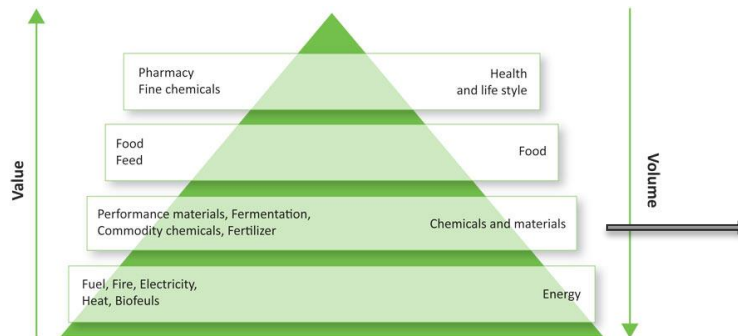 Pharmacy
Fine chemicals
Health
and life style
Food
Feed
Food
Performance materials, Fermentation,
Commodity chemicals, Fertilizer
Chemicals and materials
Fuel, Fire, Electricity,
Heat, Biofeuls
Energy
Value
Volume